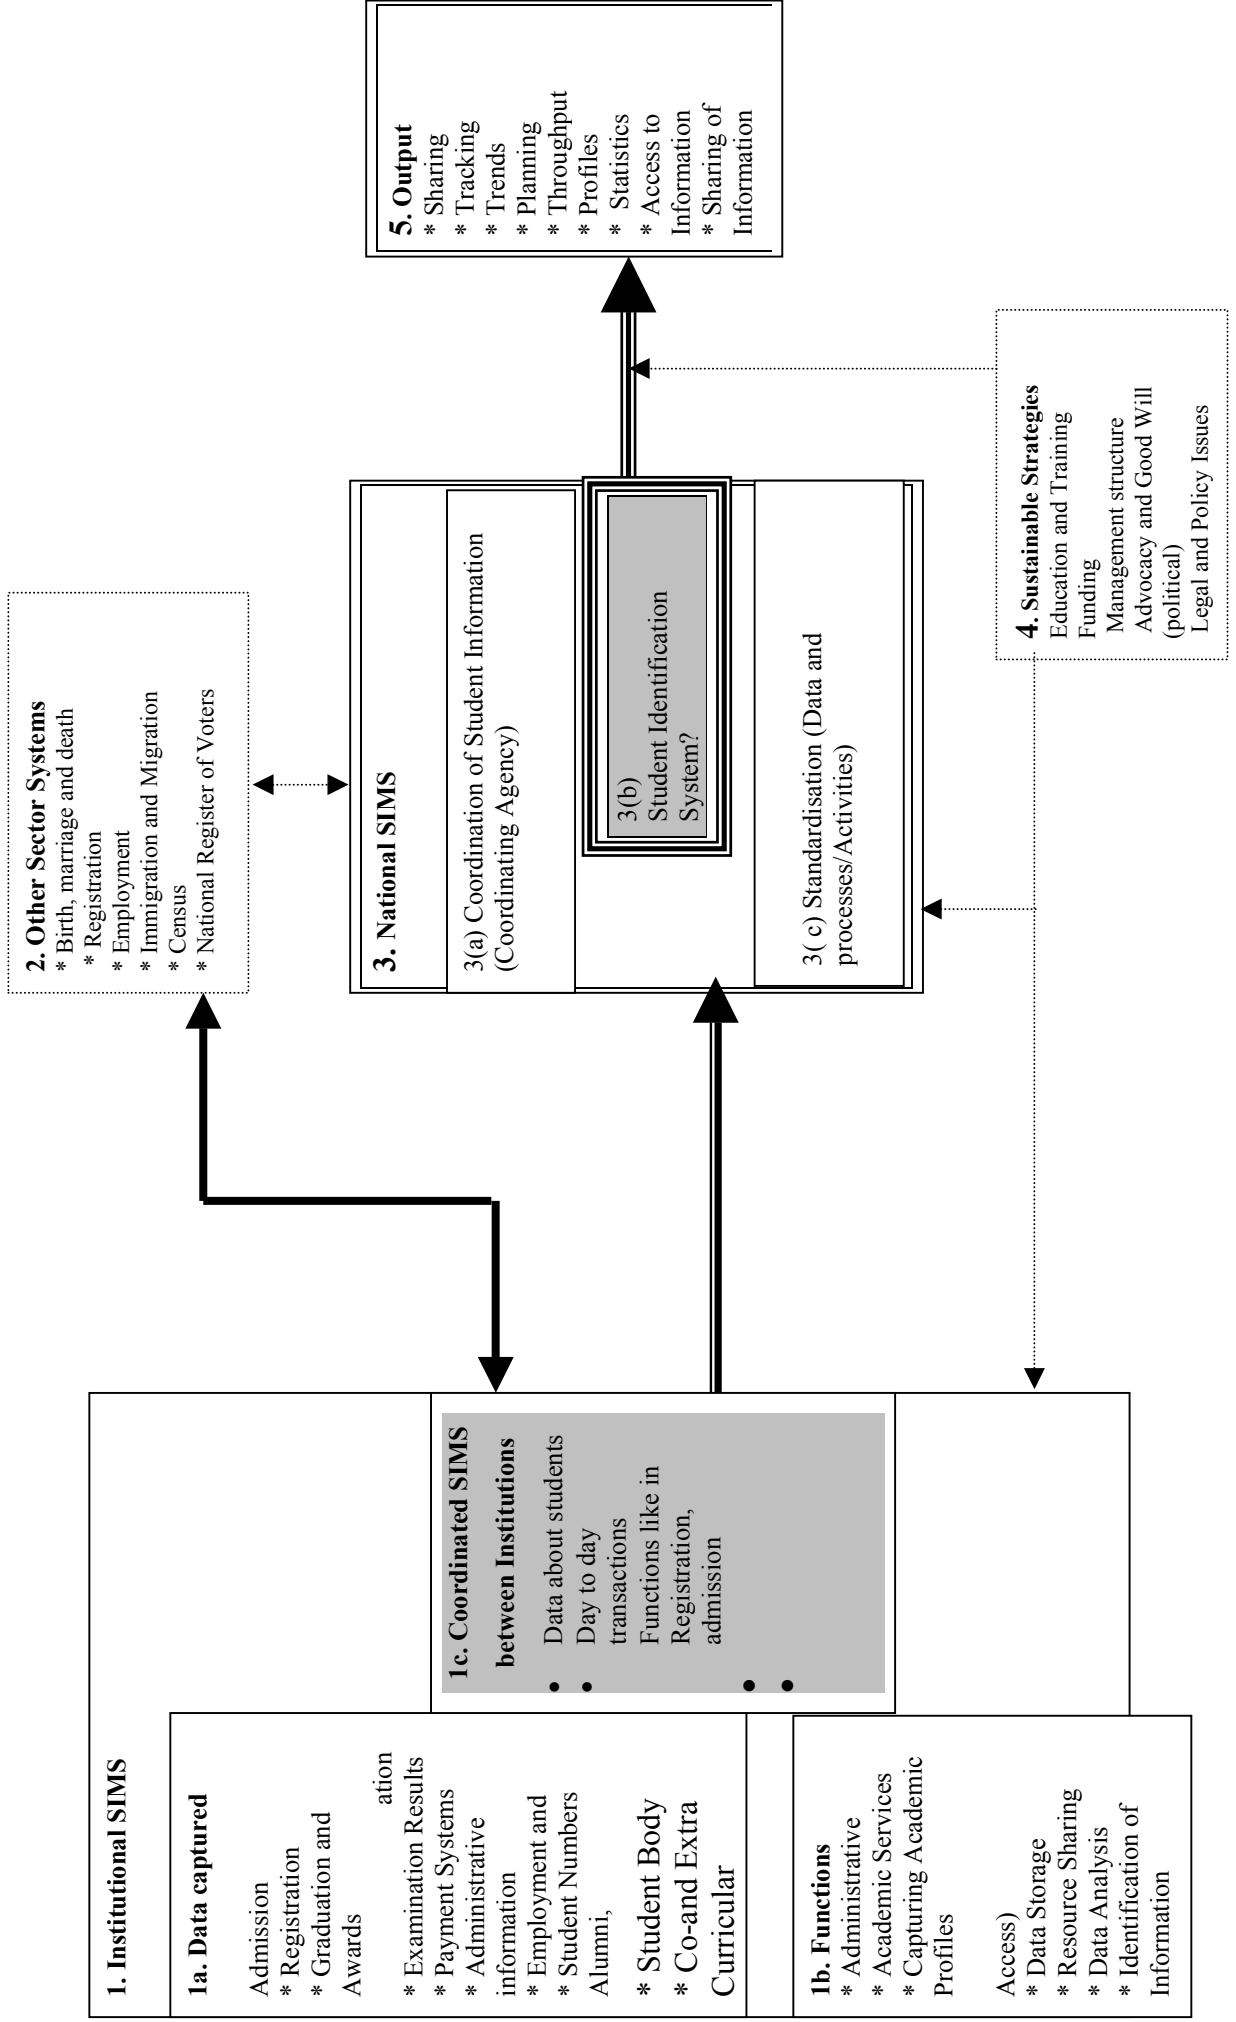 1. Institutional SIMS
1a. Data captured
Admission
* Registration
* Graduation and
Awards
ation
* Examination Results
* Payment Systems
* Administrative
information
* Employment and
* Student Numbers
Alumni,
* Student Body
* Co-and Extra
Curricular
1b. Functions
* Administrative
* Academic Services
* Capturing Academic
Profiles
Access)
* Data Storage
* Resource Sharing
* Data Analysis
* Identification of
Information
1c. Coordinated SIMS
between Institutions
• Data about students
• Day to day
transactions
Functions like in
Registration,
admission
•
•
2. Other Sector Systems
* Birth, marriage and death
* Registration
* Employment
* Immigration and Migration
* Census
* National Register of Voters
3. National SIMS
3(a) Coordination of Student Information
(Coordinating Agency)
3(b)
Student Identification
System?
3( c) Standardisation (Data and
processes/Activities)
4. Sustainable Strategies
Education and Training
Funding
Management structure
Advocacy and Good Will
(political)
Legal and Policy Issues
5. Output
* Sharing
* Tracking
* Trends
* Planning
* Throughput
* Profiles
* Statistics
* Access to
Information
* Sharing of
Information